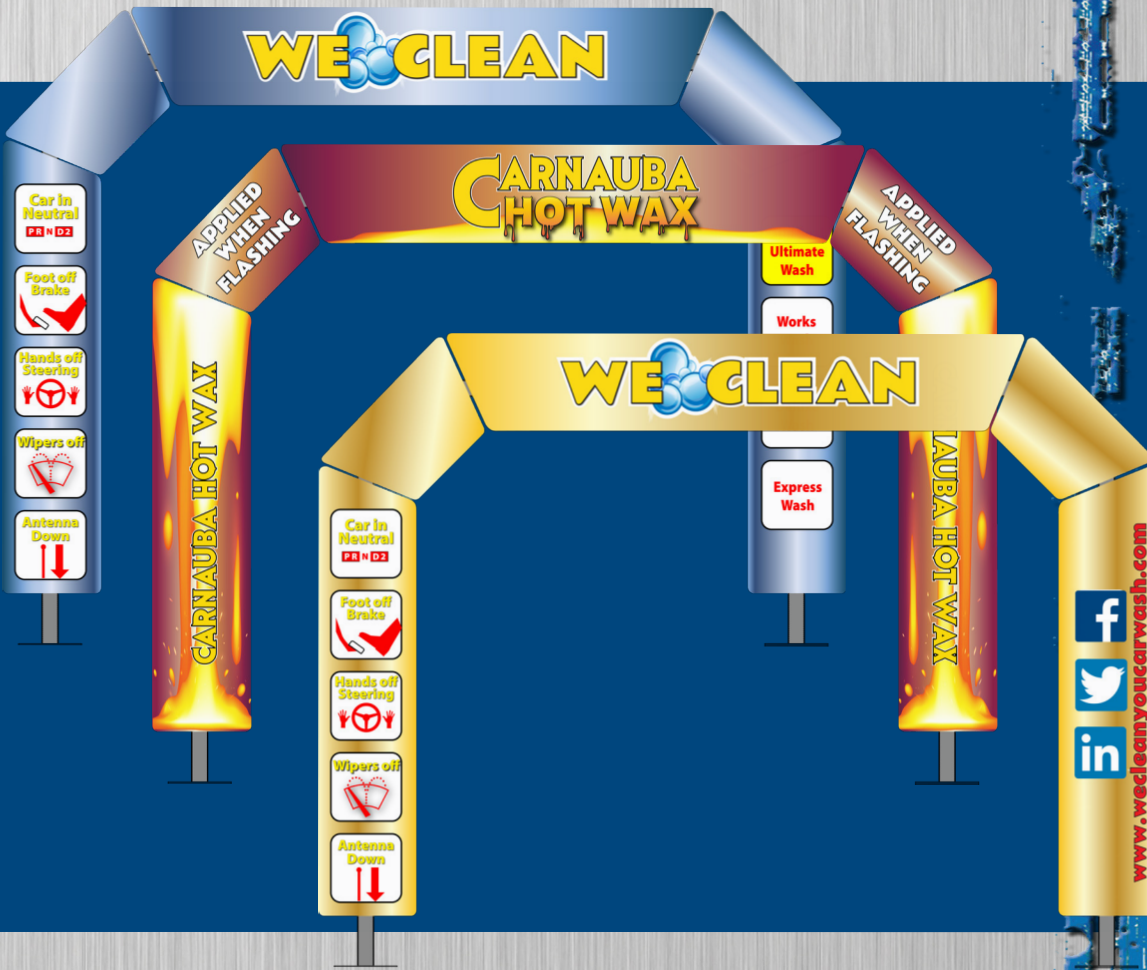 WE CLEAN
Car in
Neutral
PRND2
Foot off
Brake
Hands off
Steering
Wipers off
Antenna
Down
Ultimate
Wash
Works
Express
Wash
CARNAUBA
HOT WAX
APPLIED
WHEN
FLASHING
APPLIED
WHEN
FLASHING
CARNAUBA HOT WAX
HOT WAX
WE CLEAN
Car in
Neutral
PRND2
Foot off
Brake
Hands off
Steering
Wipers off
Antenna
Down
f
in
www.wecleanyoucarwash.com